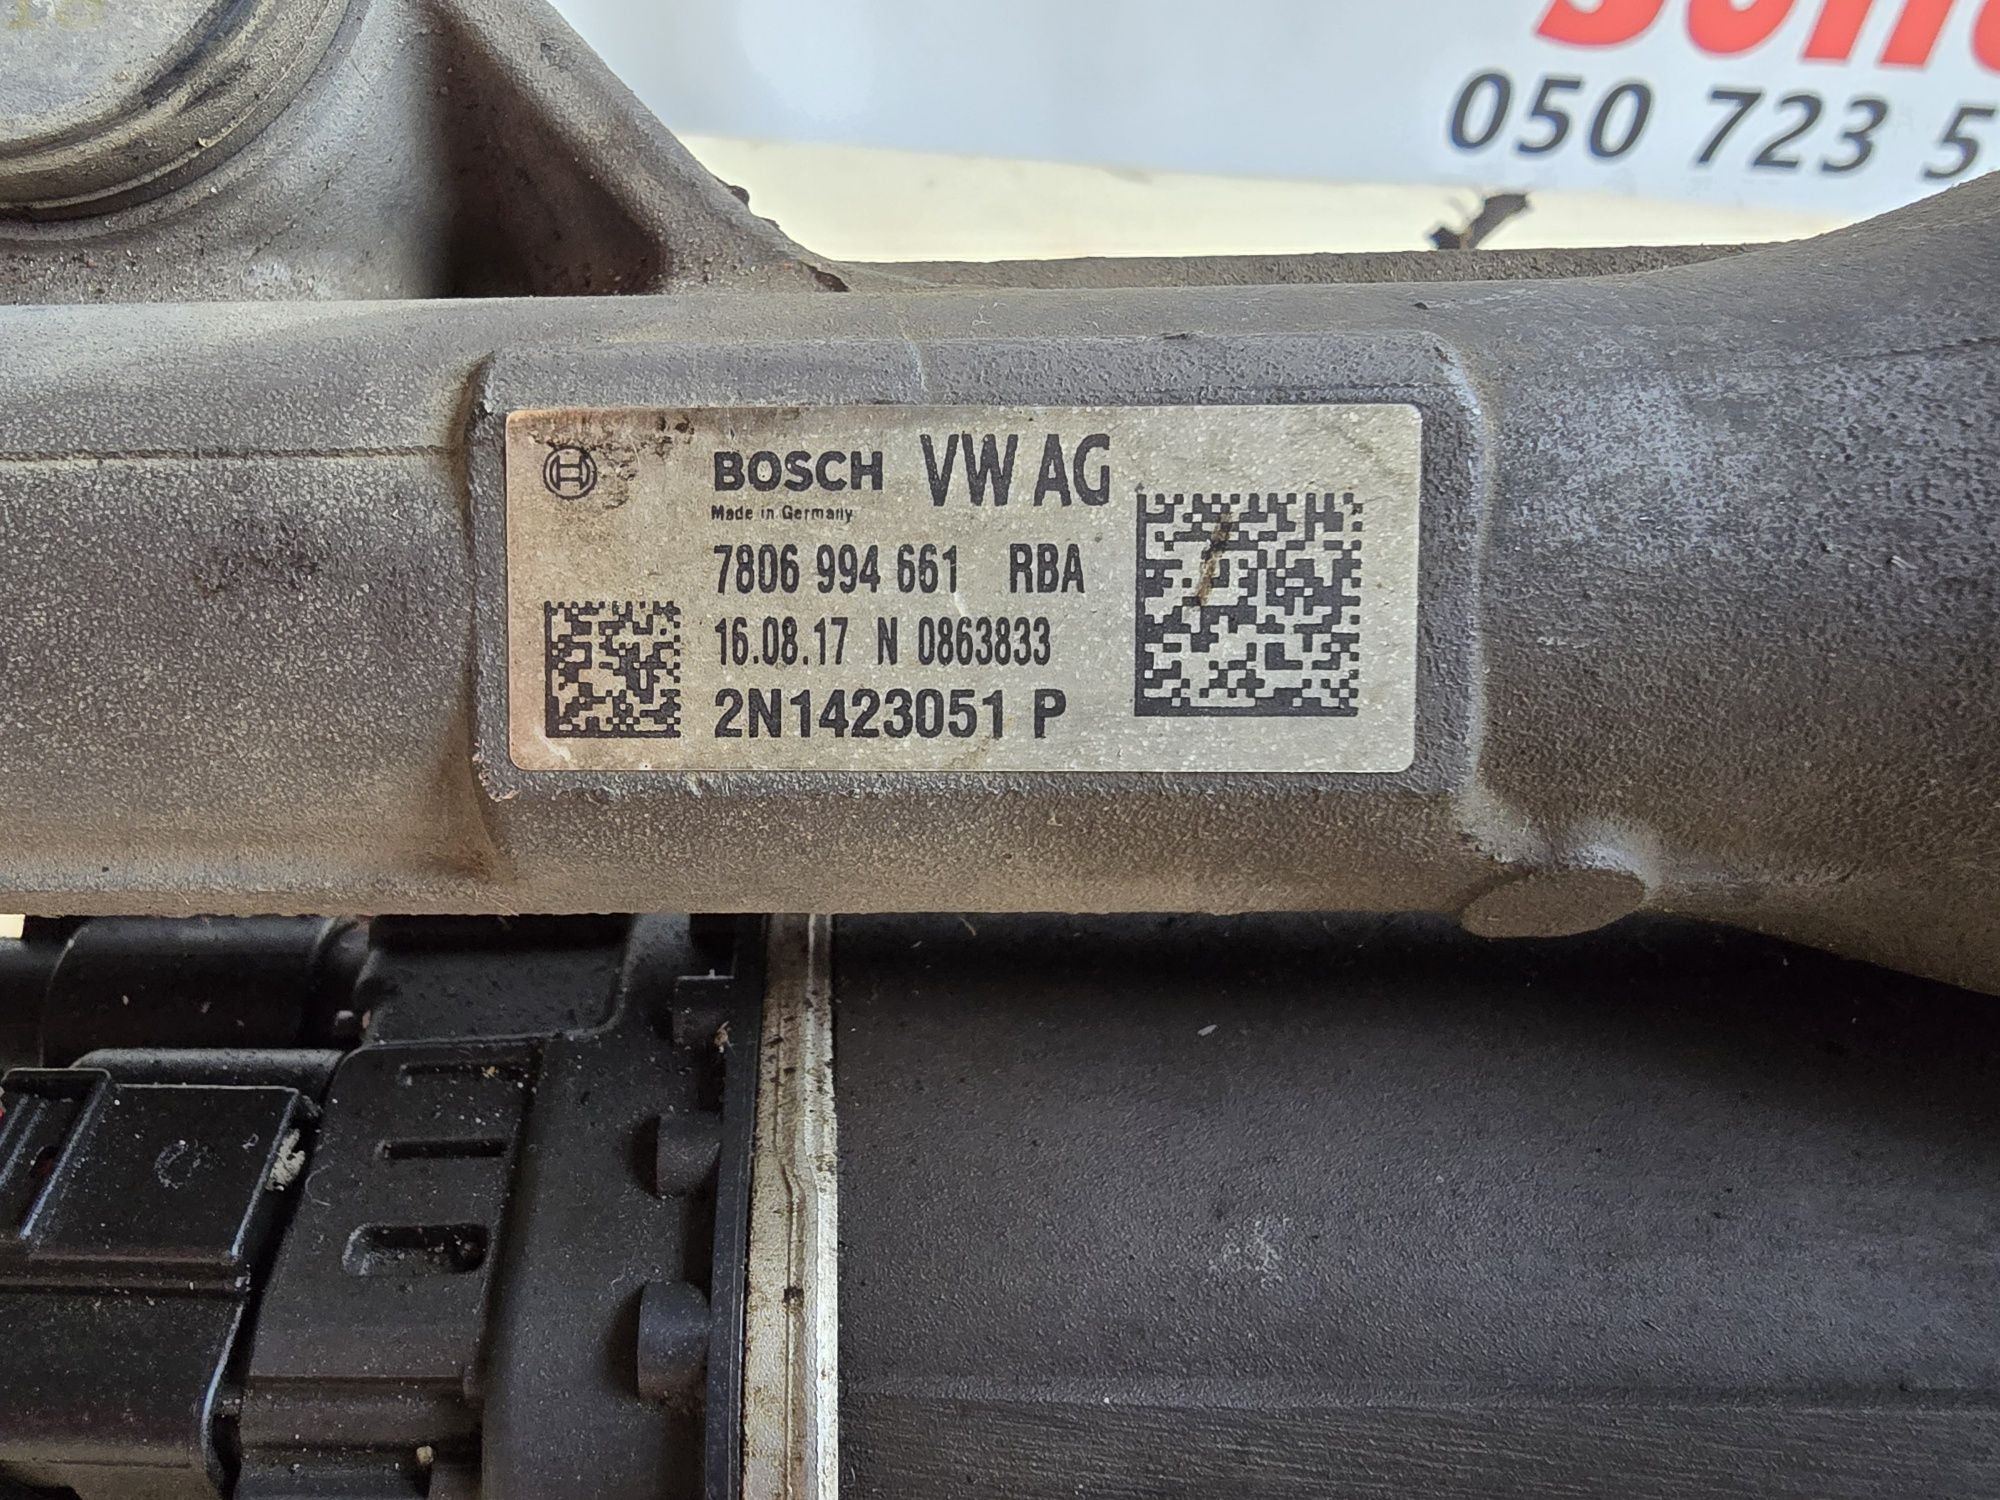 050 723 5
BOSCH VW AG
Made in Germany
7806 994 661 RBA
16.08.17 N 0863833
2N1423051 P